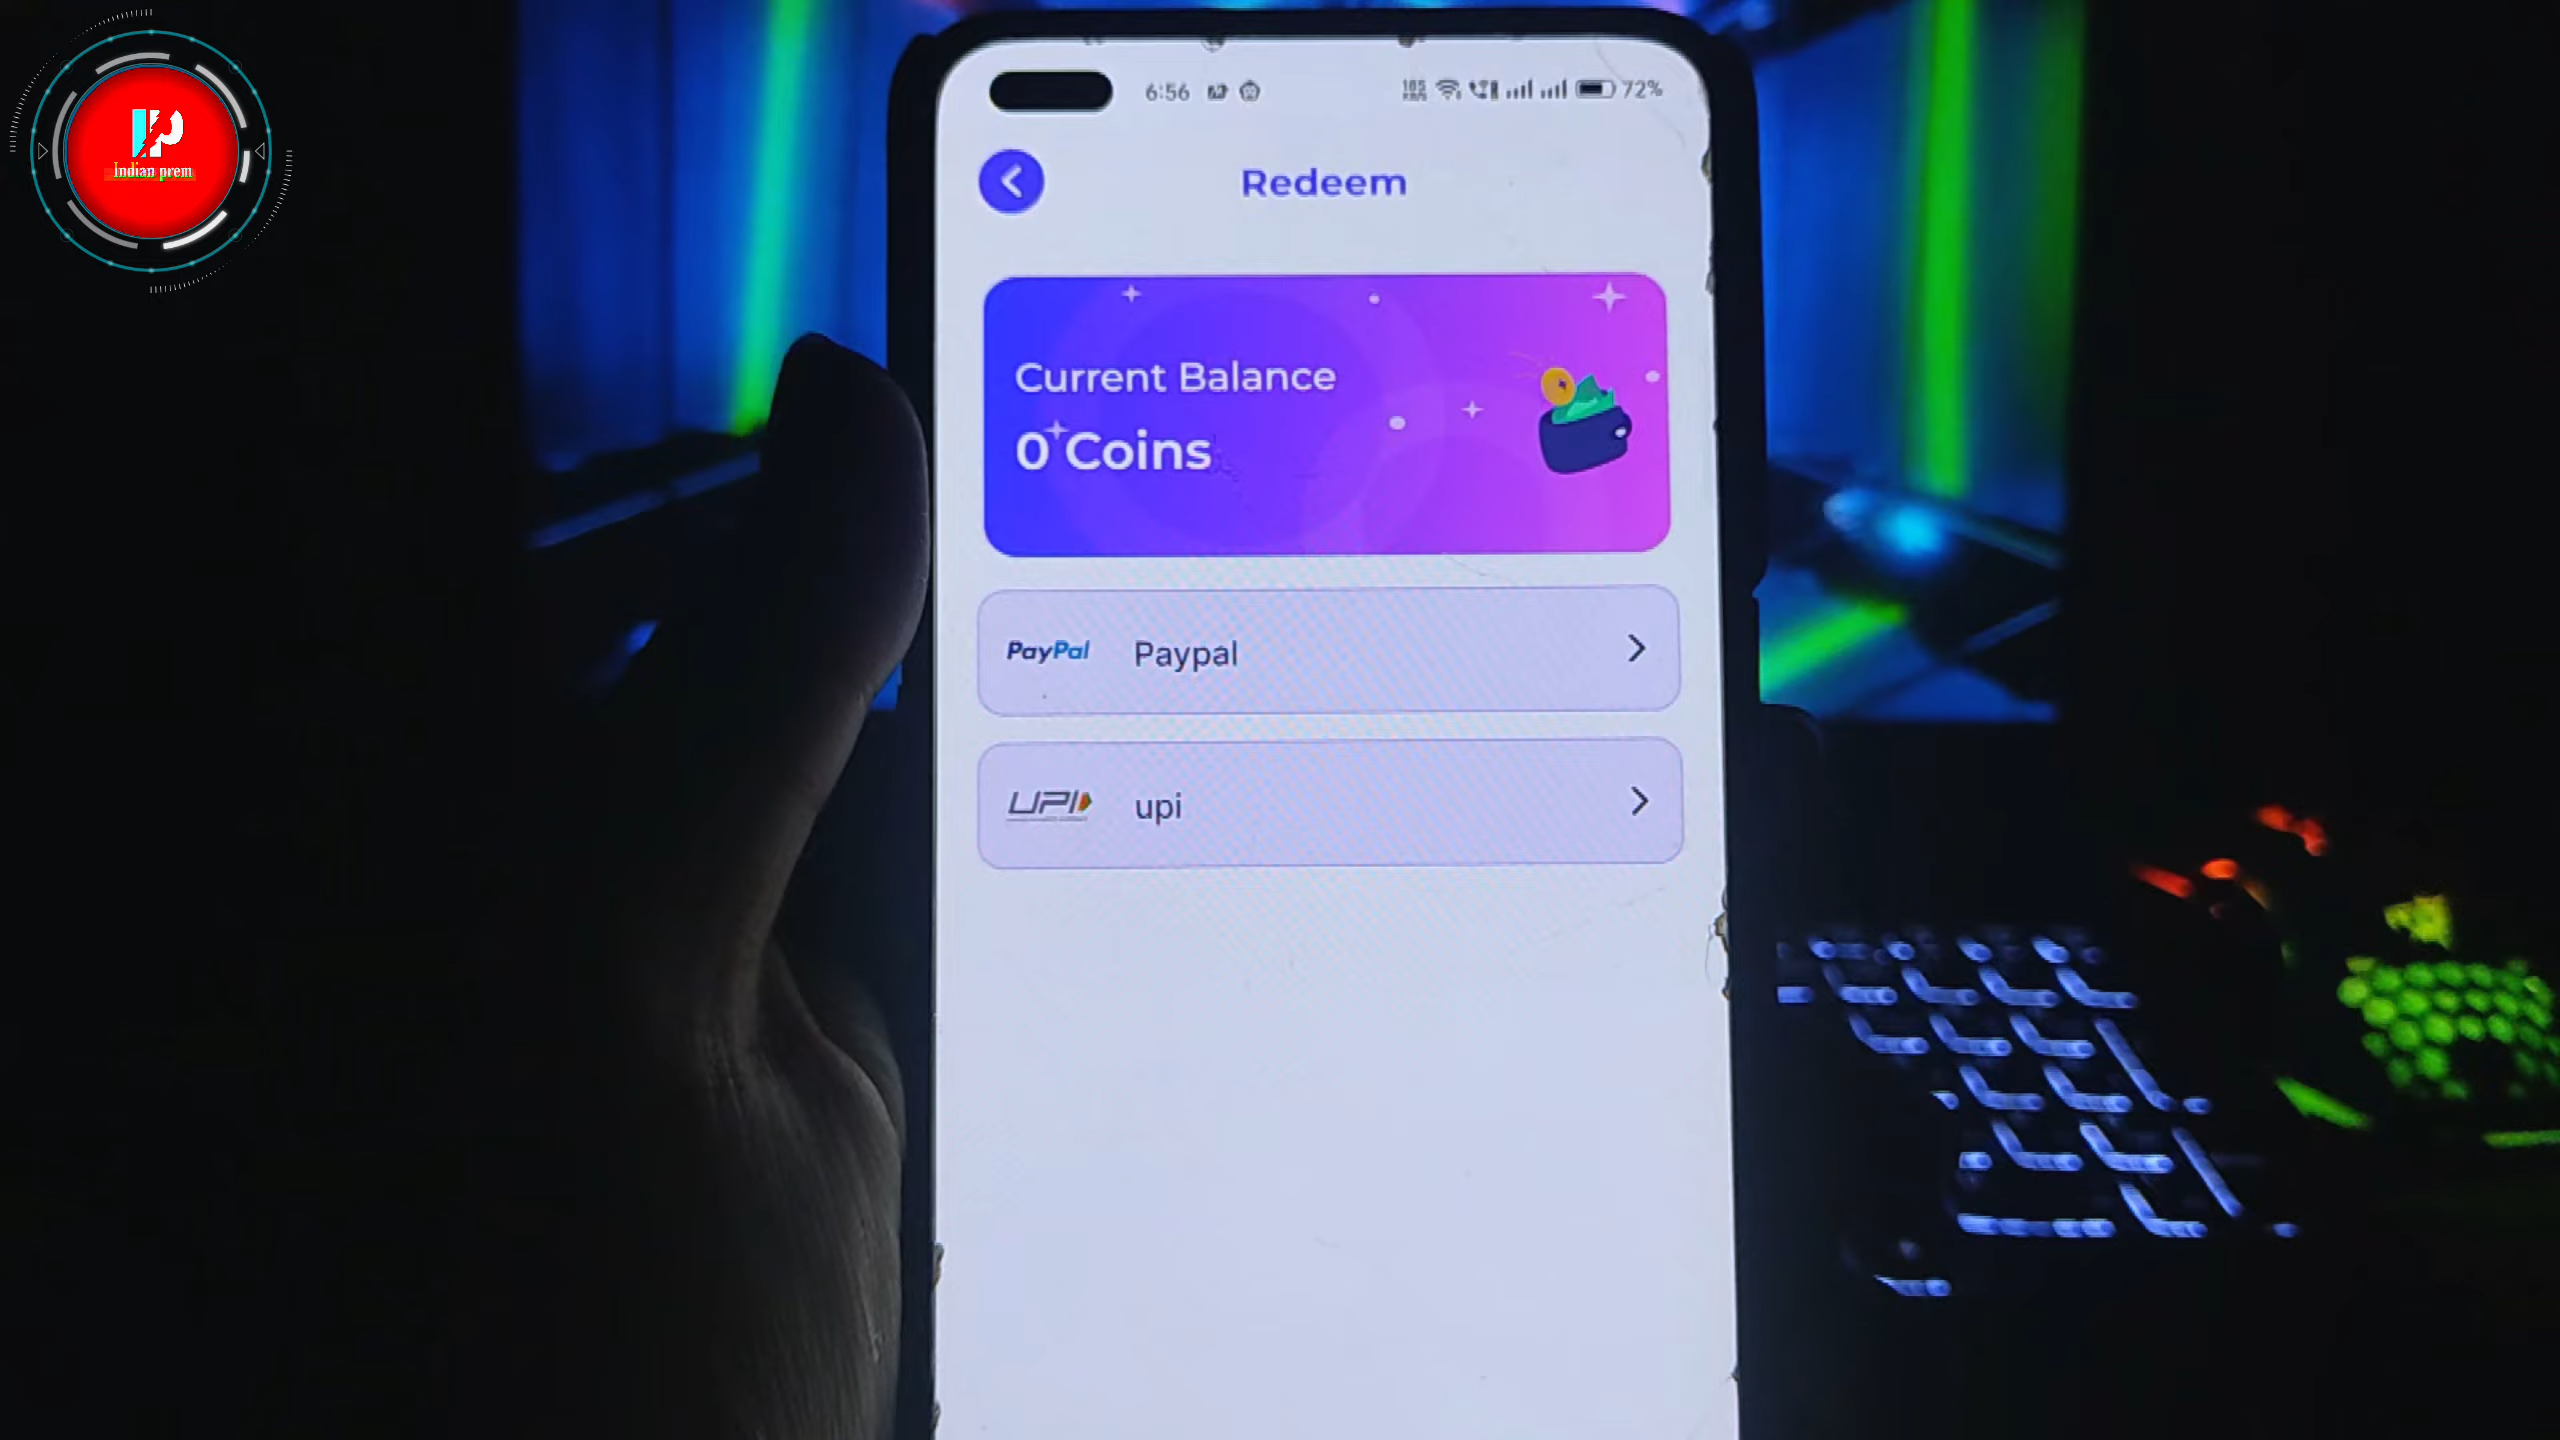 Indian prem
6:56
72%
Redeem
Current Balance
0 Coins
PayPal Paypal
UPI upi